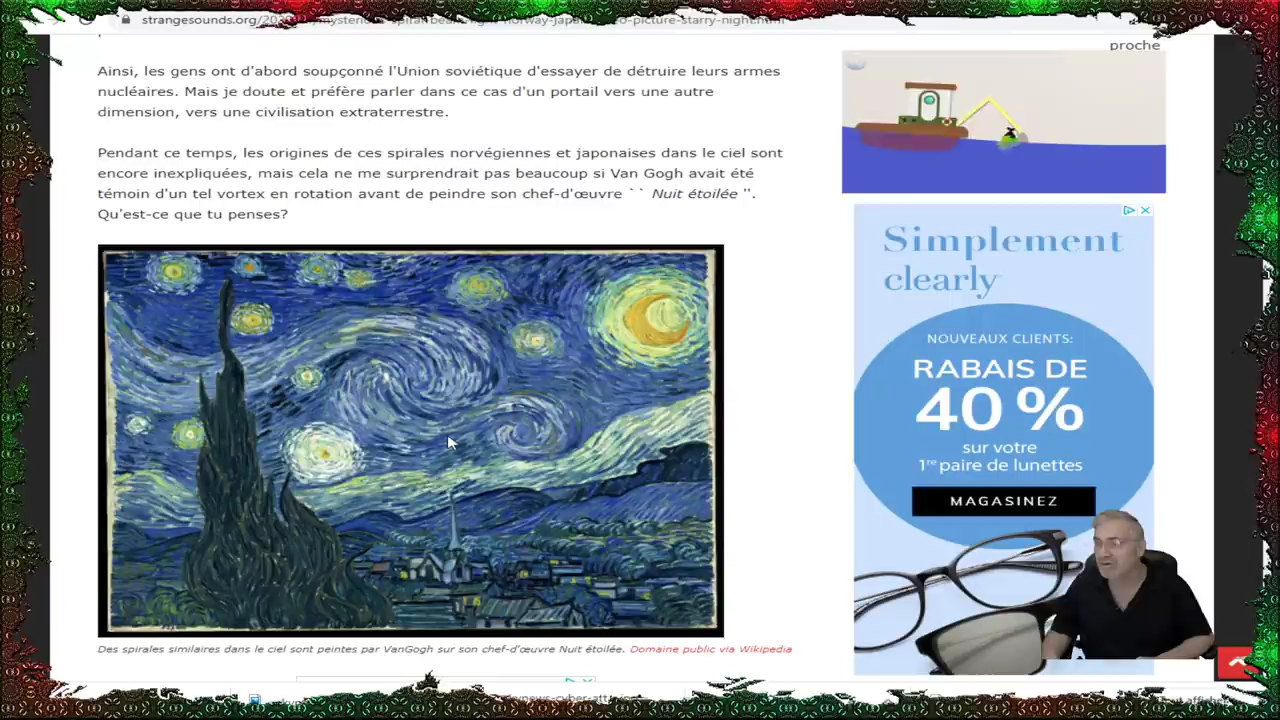 strangesounds.org/20
proche
Ainsi, les gens ont d'abord soupçonné l'Union soviétique d'essayer de détruire leurs armes
nucléaires. Mais je doute et préfère parler dans ce cas d'un portail vers une autre
dimension, vers une civilisation extraterrestre.
Pendant ce temps, les origines de ces spirales norvégiennes et japonaises dans le ciel sont
encore inexpliquées, mais cela ne me surprendrait pas beaucoup si Van Gogh avait été
témoin d'un tel vortex en rotation avant de peindre son chef-d'œuvre `` Nuit étoilée ''.
Qu'est-ce que tu penses?
Des spirales similaires dans le ciel sont peintes par VanGogh sur son chef-d'œuvre Nuit étoilée. Domaine public via Wikipedia
Simplement
clearly
NOUVEAUX CLIENTS:
RABAIS DE
40 %
sur votre
1re paire de lunettes
MAGASINEZ